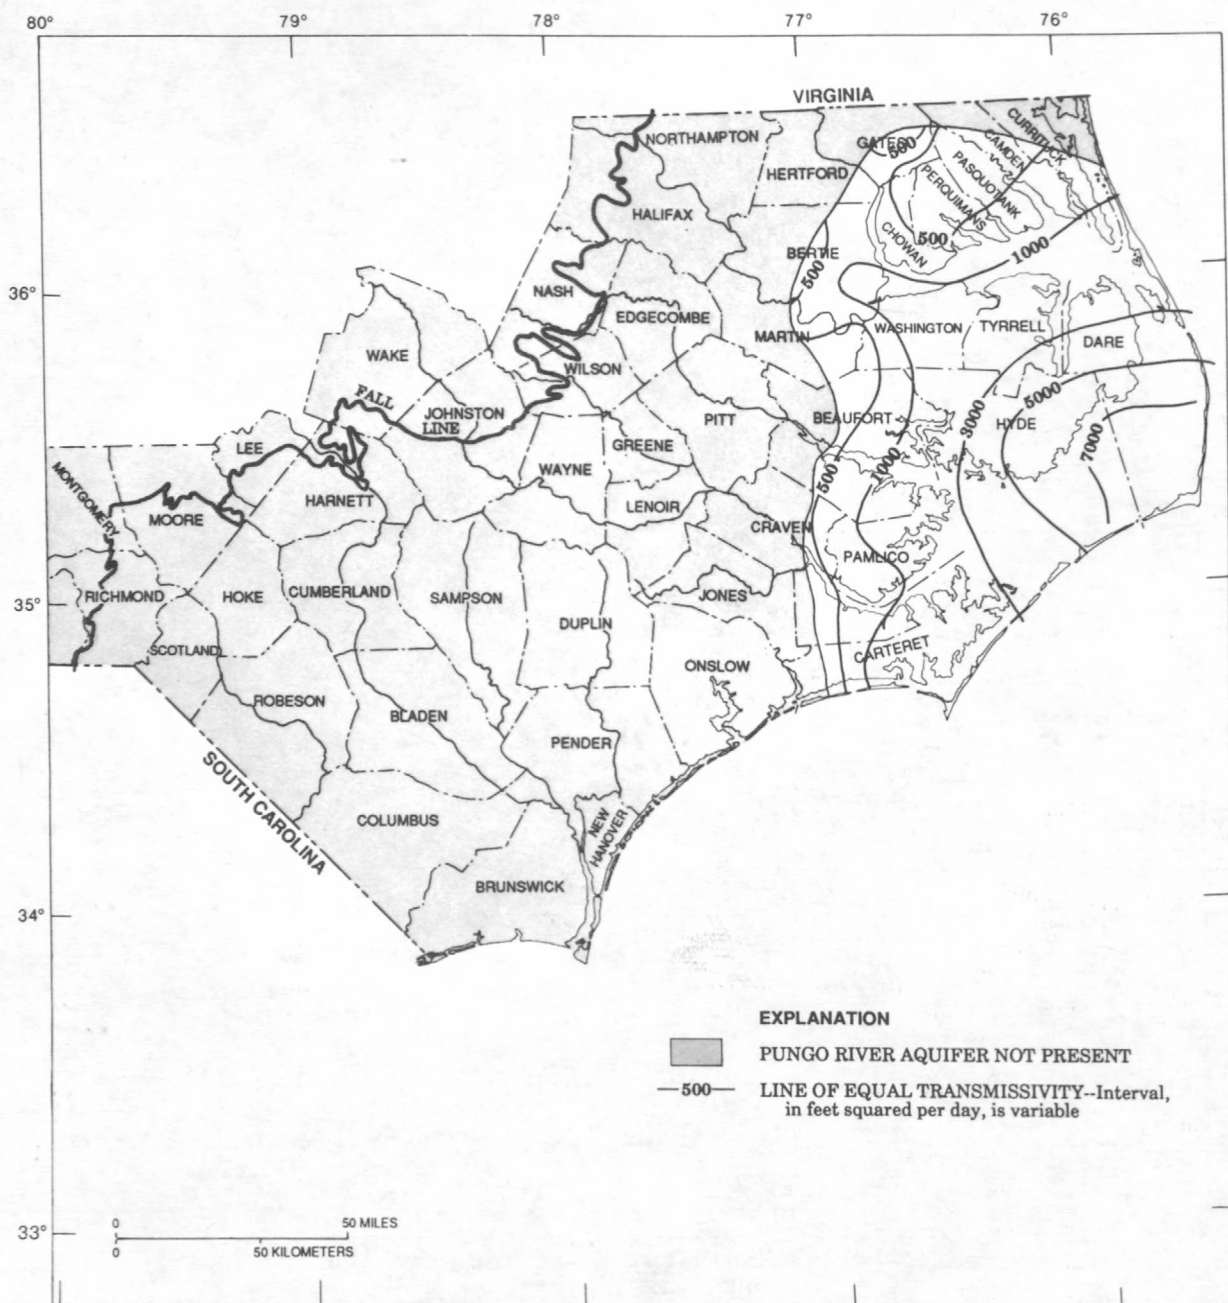 80°
79°
78°
77°
76°
VIRGINIA
NORTHAMPTON
GATES
500
CURRITUCK
CAMDEN
PASQUOTANK
PERQUIMANS
HERTFORD
HALIFAX
CHOWAN
500
1000
BERTIE
500
36°
NASH
EDGECOMBE
MARTIN
WASHINGTON
TYRRELL
DARE
WAKE
WILSON
FALL
LINE
JOHNSTON
PITT
BEAUFORT
3000
5000
HYDE
7000
LEE
GREENE
WAYNE
500
1000
MONTGOMERY
MOORE
HARNETT
LENOIR
CRAVEN
PAMLICO
35°
RICHMOND
HOKE
CUMBERLAND
SAMPSON
JONES
DUPLIN
SCOTLAND
CARTERET
ONSLOW
ROBESON
BLADEN
PENDER
SOUTH CAROLINA
COLUMBUS
NEW
HANOVER
BRUNSWICK
34°
EXPLANATION
PUNGO RIVER AQUIFER NOT PRESENT
—500— LINE OF EQUAL TRANSMISSIVITY--Interval,
in feet squared per day, is variable
33°
0 50 MILES
0 50 KILOMETERS